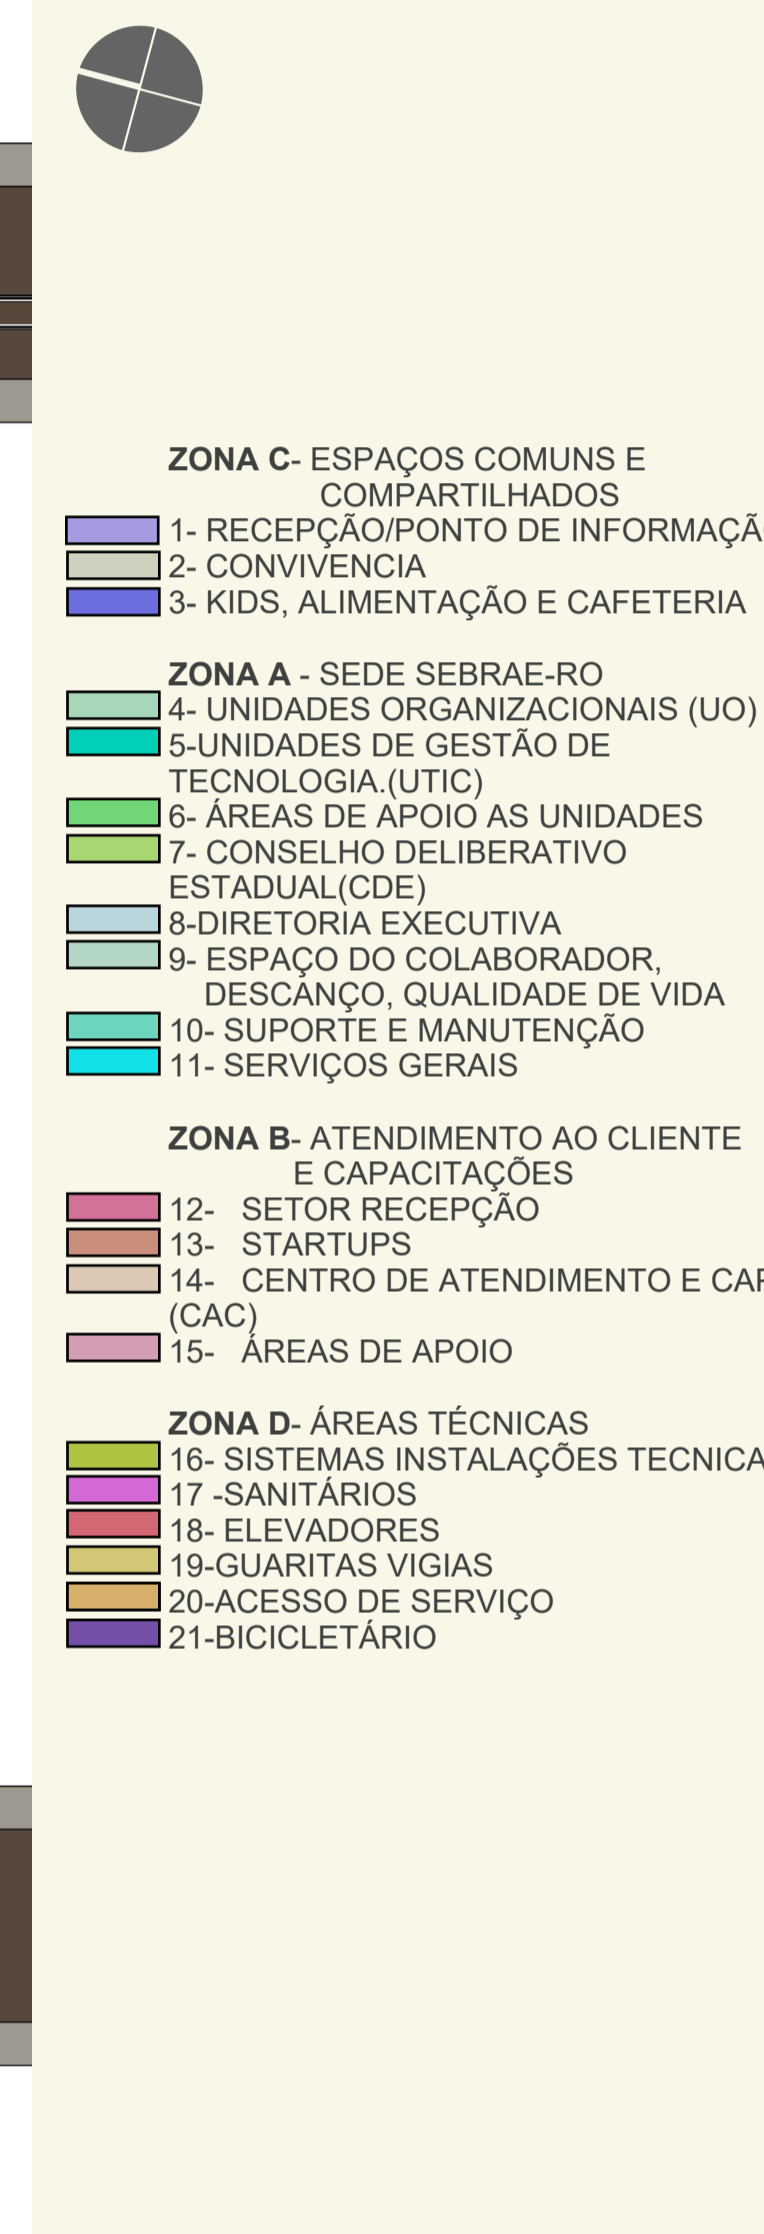 ZONA C- ESPAÇOS COMUNS E
COMPARTILHADOS
1- RECEPÇÃO/PONTO DE
2- CONVIVENCIA
3- KIDS, ALIMENTAÇÃO E CAFETERIA
ZONA A - SEDE SEBRAE-RO
4- UNIDADES ORGANIZACIONAIS (UO)
5-UNIDADES DE GESTÃO DE
TECNOLOGIA.(UTIC)
6- ÁREAS DE APOIO AS UNIDADES
7- CONSELHO DELIBERATIVO
ESTADUAL(CDE)
8-DIRETORIA EXECUTIVA
9- ESPAÇO DO COLABORADOR,
DESCANÇO, QUALIDADE DE VIDA
10- SUPORTE E MANUTENÇÃO
11- SERVIÇOS GERAIS
ZONA B- ATENDIMENTO AO CLIENTE
E CAPACITAÇÕES
12- SETOR RECEPÇÃO
13- STARTUPS
14- CENTRO DE ATENDIMENTO E
(CAC)
15- ÁREAS DE APOIO
ZONA D- ÁREAS TÉCNICAS
16- SISTEMAS INSTALAÇÕES
17 -SANITÁRIOS
18- ELEVADORES
19-GUARITAS VIGIAS
20-ACESSO DE SERVIÇO
21-BICICLETÁRIO